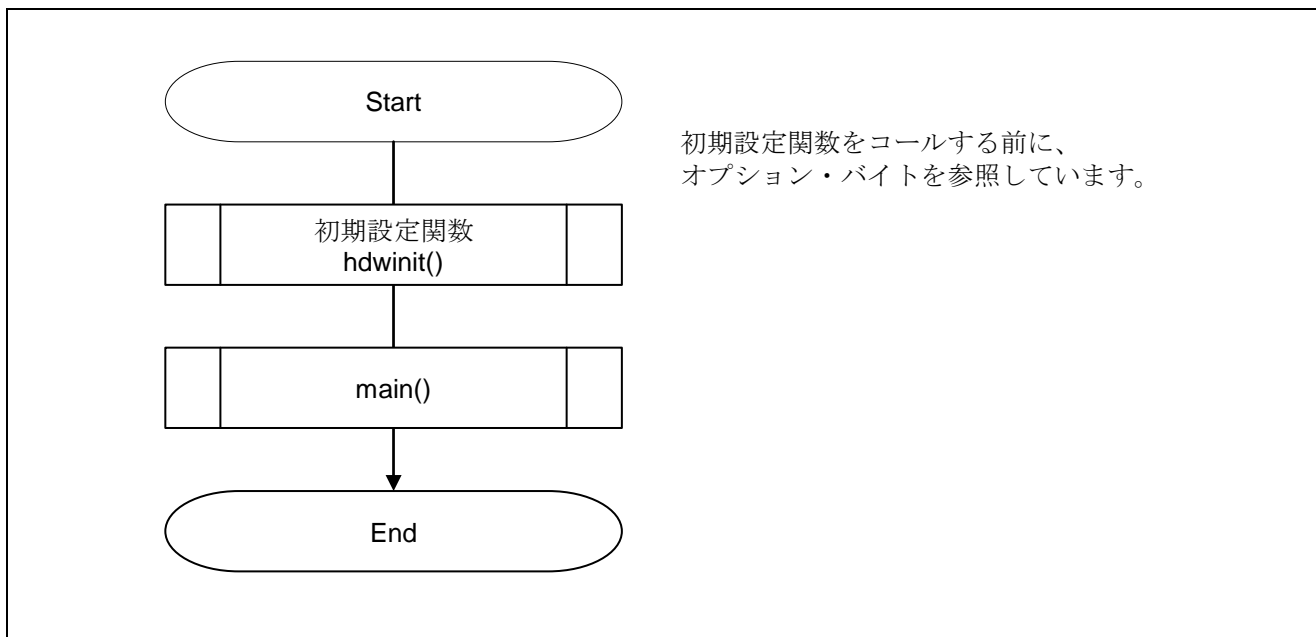 Start
初期設定関数をコールする前に、
オプション・バイトを参照しています。
初期設定関数
hdwinit()
main()
End